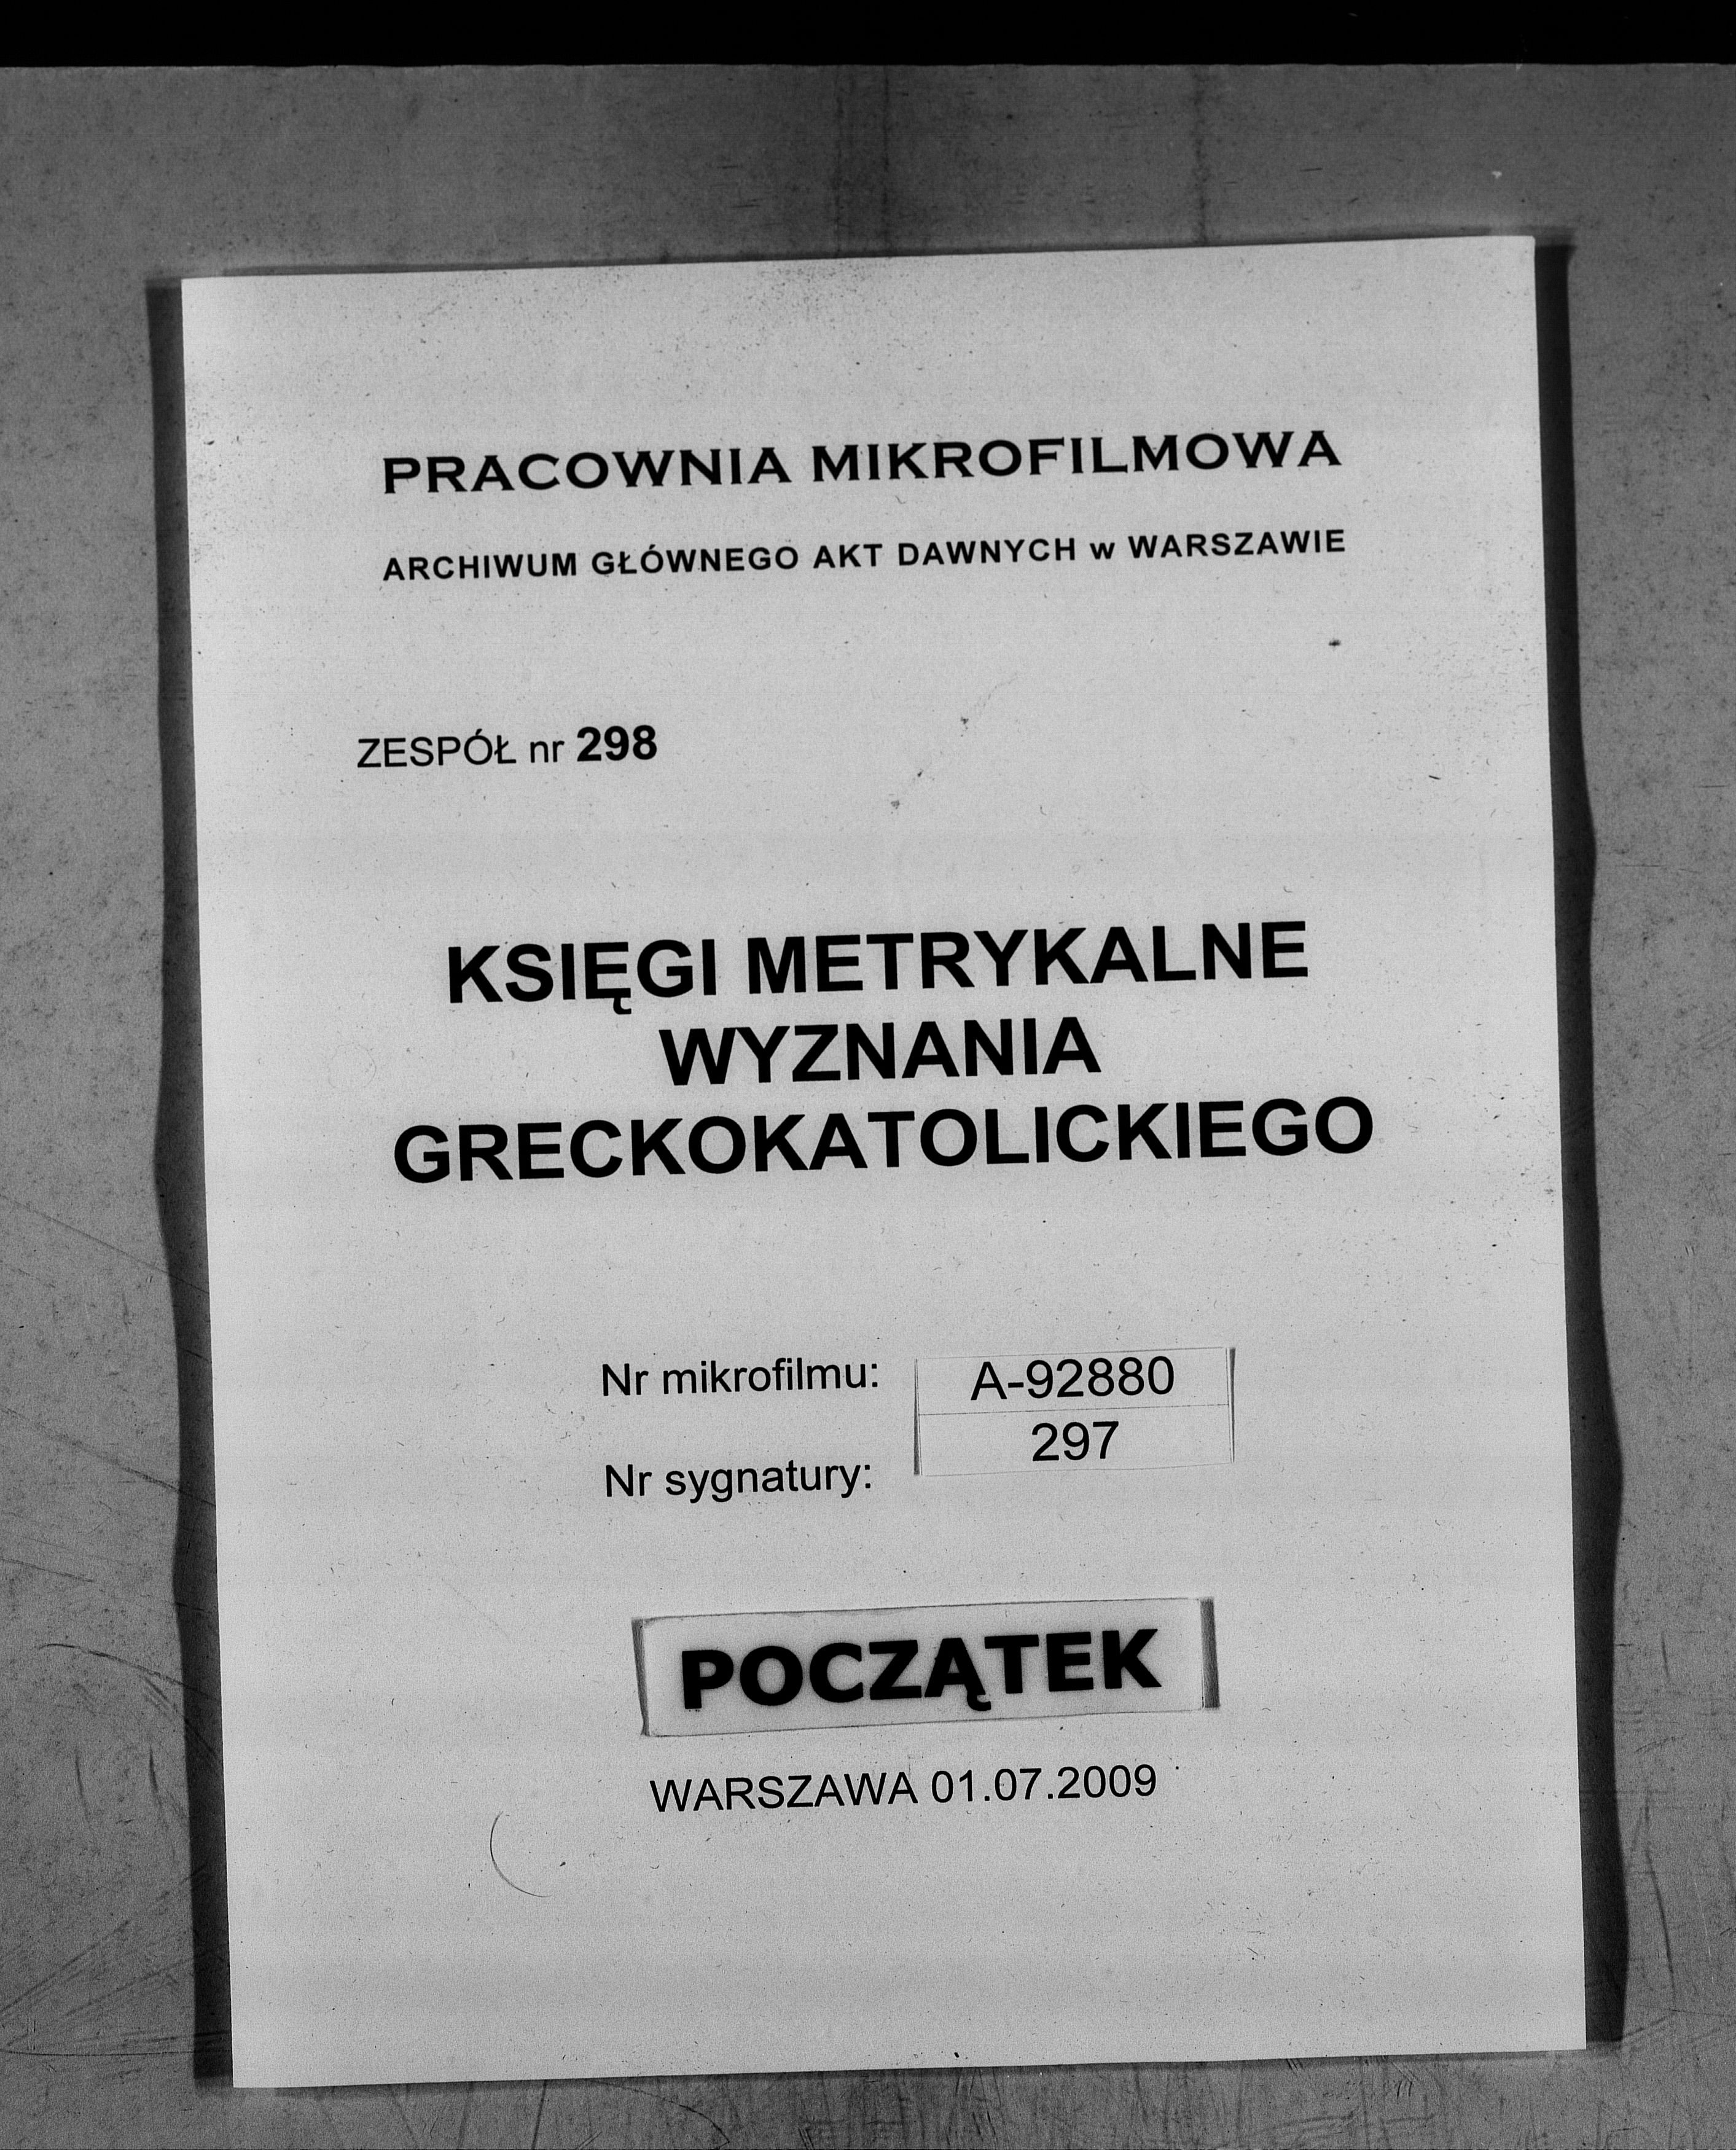 PRACOWNIA MIKROFILMOWA
ARCHIWUM GŁÓWNEGO AKT DAWNYCH w WARSZAWIE
ZESPÓŁ nr 298
KSIĘGI METRYKALNE
WYZNANIA
GRECKOKATOLICKIEGO
Nr mikrofilmu: A-92880
Nr sygnatury: 297
POCZĄTEK
WARSZAWA 01.07.2009